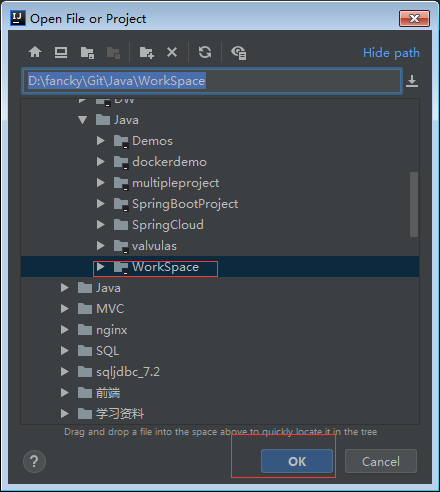 Open File or Project
Hide path
D:\fancky\Git\Java\WorkSpace
DW
Java
Demos
dockerdemo
multipleproject
SpringBootProject
SpringCloud
valvulas
WorkSpace
Java
MVC
nginx
SQL
sqljdbc_7.2
前端
学习资料
Drag and drop a file into the space above to quickly locate it in the tree
?
OK
Cancel